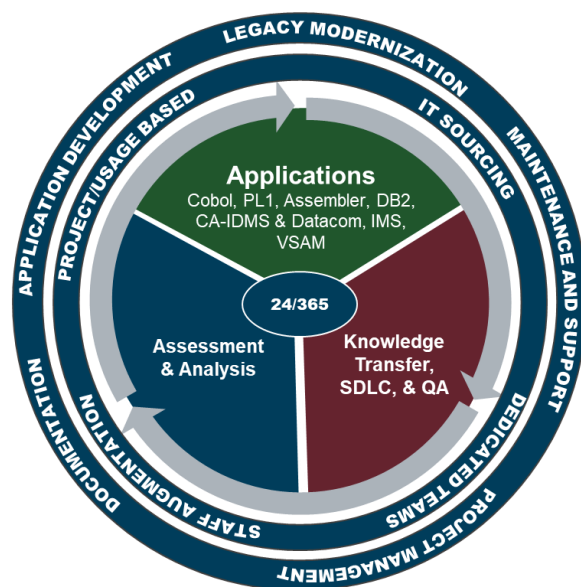 LEGACY MODERNIZATION
MAINTENANCE AND SUPPORT
PROJECT MANAGEMENT
DOCUMENTATION
APPLICATION DEVELOPMENT
PROJECT/USAGE BASED
IT SOURCING
DEDICATED TEAMS
STAFF AUGMENTATION
Applications
Cobol, PL1, Assembler, DB2,
CA-IDMS & Datacom, IMS,
VSAM
24/365
Assessment
& Analysis
Knowledge
Transfer,
SDLC, & QA